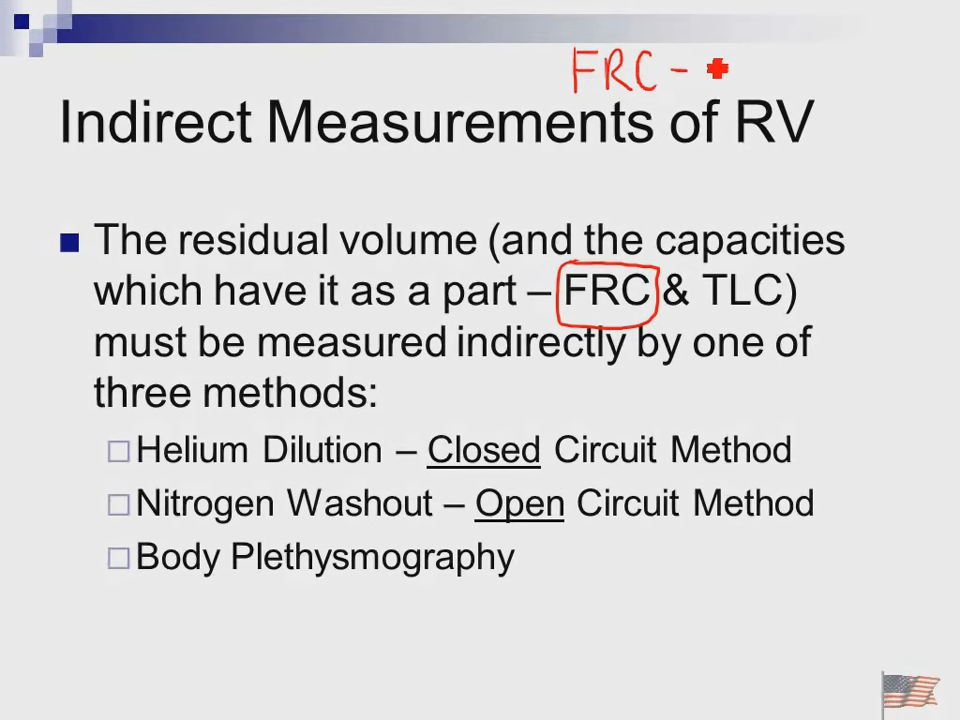 FRC -
Indirect Measurements of RV
The residual volume (and the capacities
which have it as a part – FRC & TLC)
must be measured indirectly by one of
three methods:
Helium Dilution – Closed Circuit Method
Nitrogen Washout – Open Circuit Method
Body Plethysmography